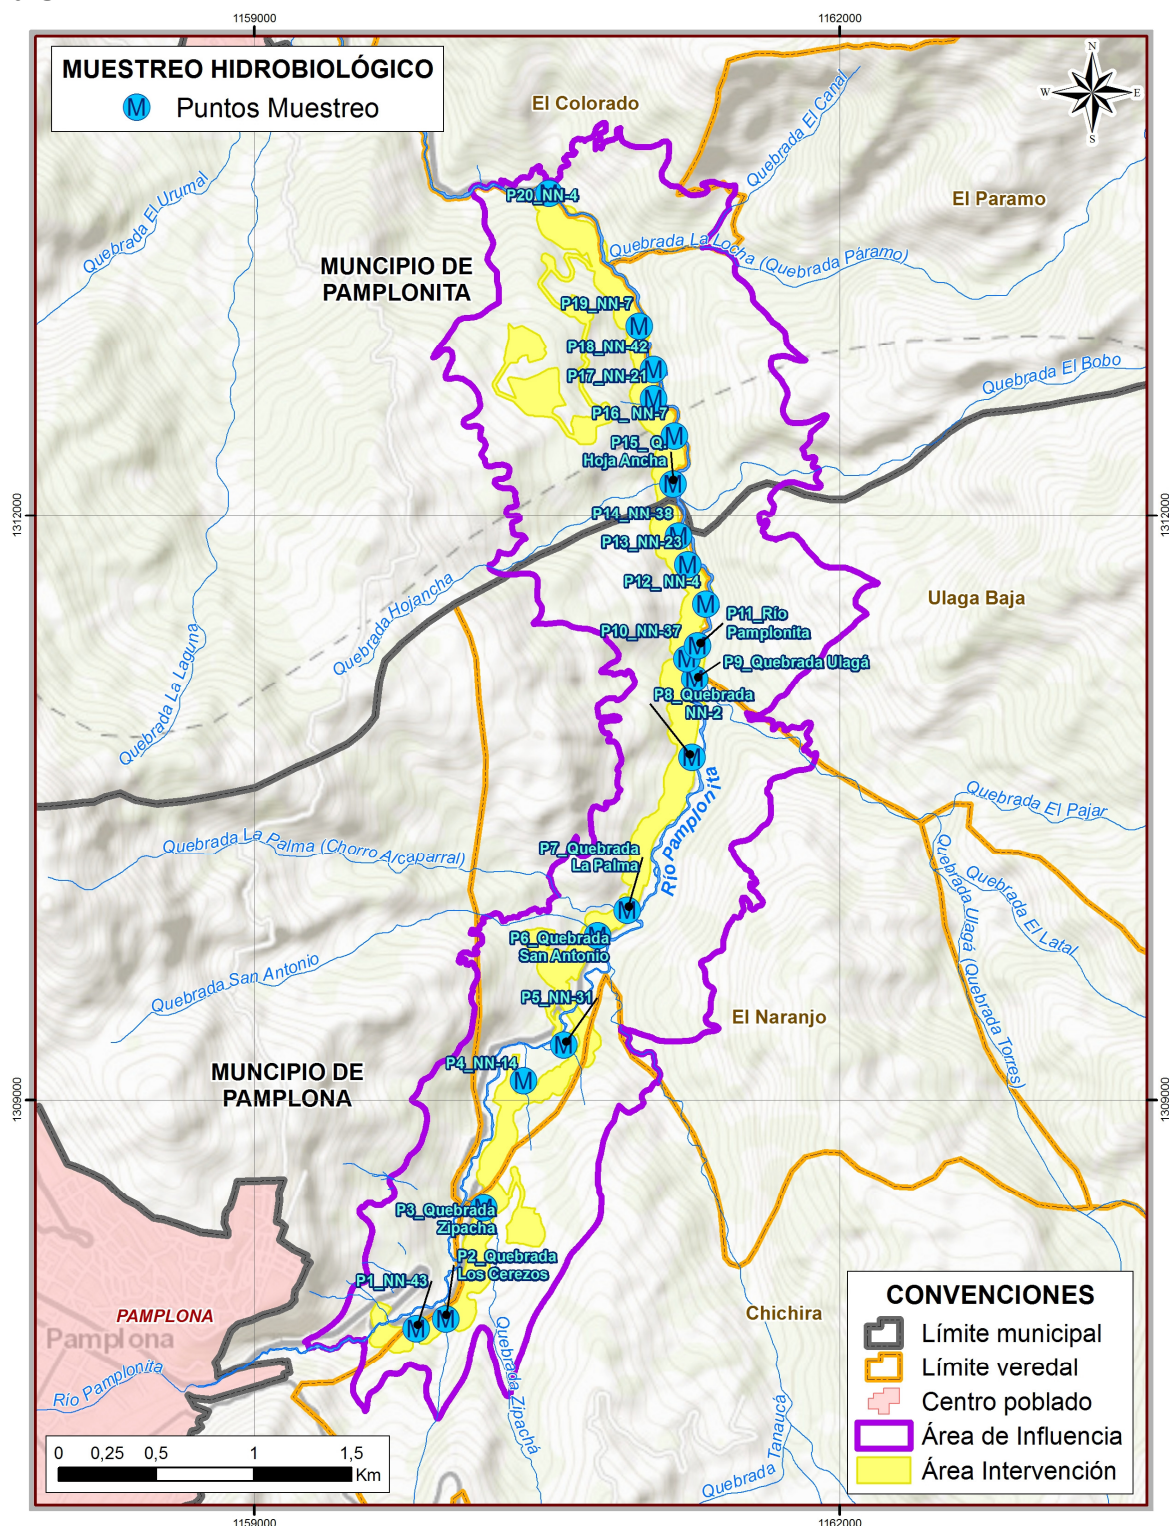 1159000
1162000
MUESTREO HIDROBIOLÓGICO
M Puntos Muestreo
N
W
E
S
El Colorado
Quebrada El Canal
El Paramo
Quebrada El Urumal
M
P20_NN-4
Quebrada La Locha (Quebrada Páramo)
MUNCIPIO DE
PAMPLONITA
P19_NN-7
M
P18_NN-42
M
P17_NN-21
M
Quebrada El Bobo
P16_ NN-7
M
P15_ Q.
Hoja Ancha
M
1312000
1312000
P14_NN-38
M
P13_NN-23
M
P12_ NN-4
M
Quebrada Hojancha
Ulaga Baja
P11_Río
Pamplonita
M
P10_NN-37
M
P9_Quebrada Ulagá
M
Quebrada La Laguna
P8_Quebrada
NN-2
M
Río Pamplonita
Quebrada El Pajar
Quebrada La Palma (Chorro Arcaparral)
P7_Quebrada
La Palma
M
Quebrada Ulagá (Quebrada Torres)
Quebrada El Latal
P6_Quebrada
San Antonio
M
Quebrada San Antonio
P5_NN-31
M
El Naranjo
P4_NN-14
M
MUNCIPIO DE
PAMPLONA
1309000
1309000
P3_Quebrada
Zipacha
M
P2_Quebrada
Los Cerezos
M
P1_NN-43
M
PAMPLONA
Pamplona
Río Pamplonita
Quebrada Zipachá
Chichira
Quebrada Tanaucá
CONVENCIONES
Límite municipal
Límite veredal
Centro poblado
Área de Influencia
Área Intervención
0 0,25 0,5 1 1,5
Km
1159000
1162000